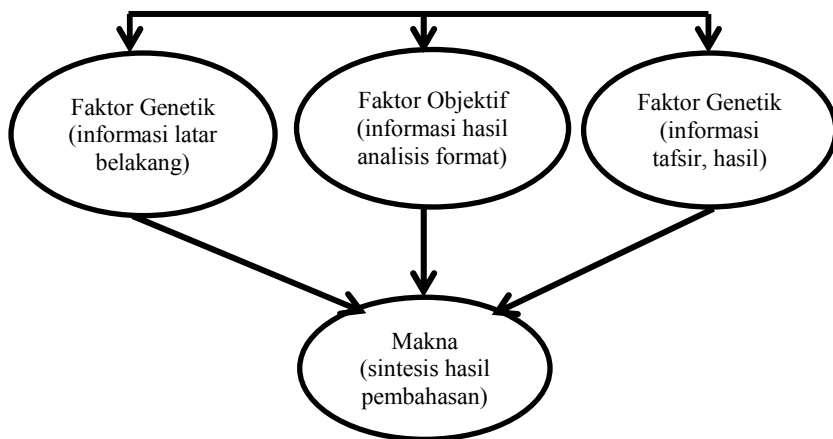 Faktor Genetik
(informasi latar
belakang)
Faktor Objektif
(informasi hasil
analisis format)
Faktor Genetik
(informasi
tafsir, hasil)
Makna
(sintesis hasil
pembahasan)